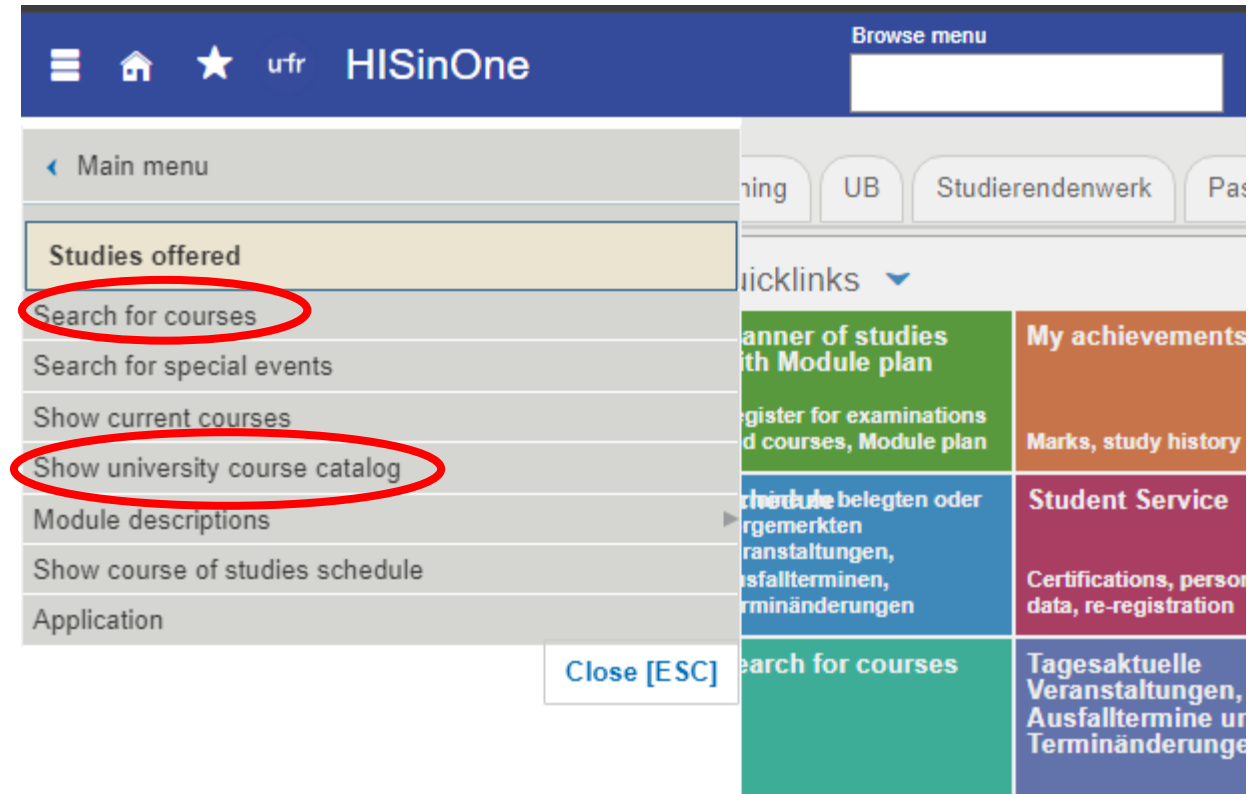 Browse menu
ufr HISinOne
Main menu
Studies offered
Search for courses
Search for special events
Show current courses
Show university course catalog
Module descriptions
Show course of studies schedule
Application
Close [ESC]
ning UB Studierendenwerk Pas
uicklinks
anner of studies
ith Module plan
egister for examinations
d courses, Module plan
My achievements
Marks, study history
belegten oder
rgemerkten
ranstaltungen,
sfallterminen,
rminänderungen
Student Service
Certifications, person
data, re-registration
earch for courses
Tagesaktuelle
Veranstaltungen,
Ausfalltermine un
Terminänderunge